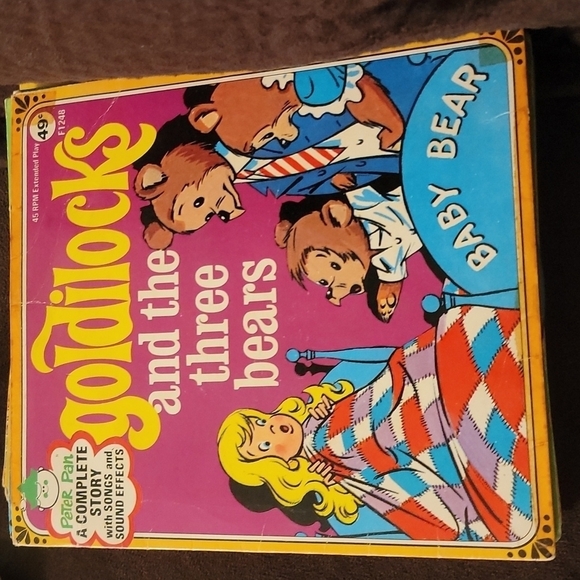 Peter Pan
A COMPLETE
STORY
with SONGS and
SOUND EFFECTS
45 RPM Extended Play
49¢
F1248
goldilocks
and the
three
bears
BABY BEAR